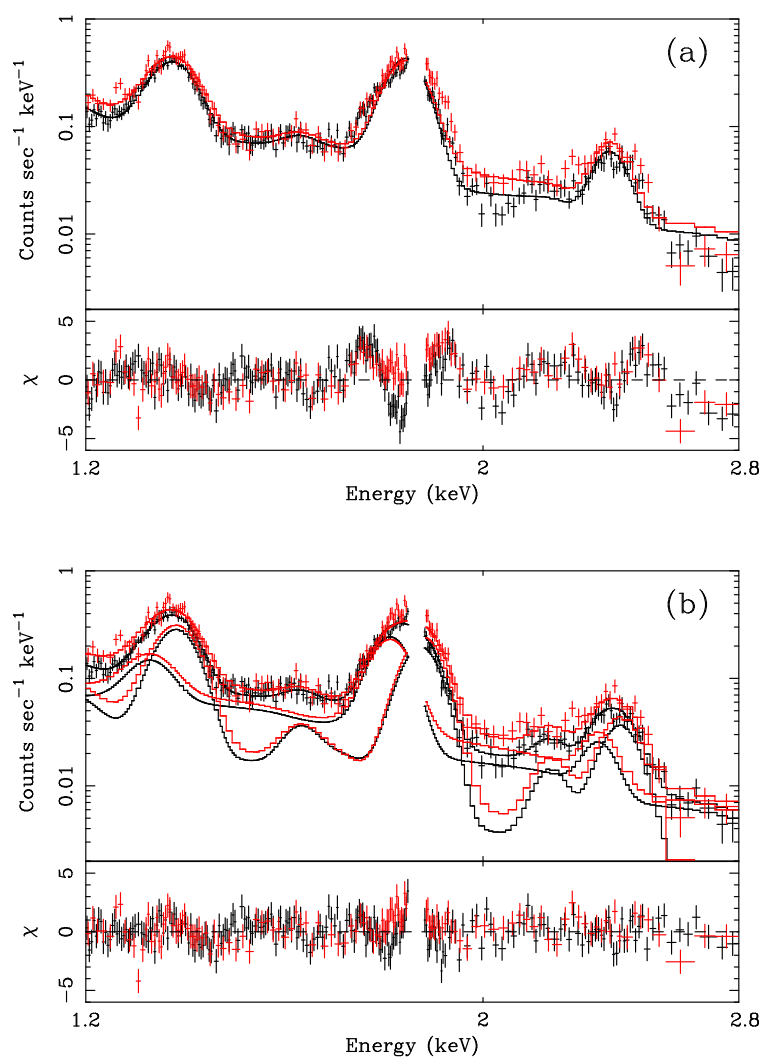 (a)
Counts sec⁻¹ keV⁻¹
1
0.1
0.01
χ
5
0
−5
1.2
2
2.8
Energy (keV)
(b)
Counts sec⁻¹ keV⁻¹
1
0.1
0.01
χ
5
0
−5
1.2
2
2.8
Energy (keV)